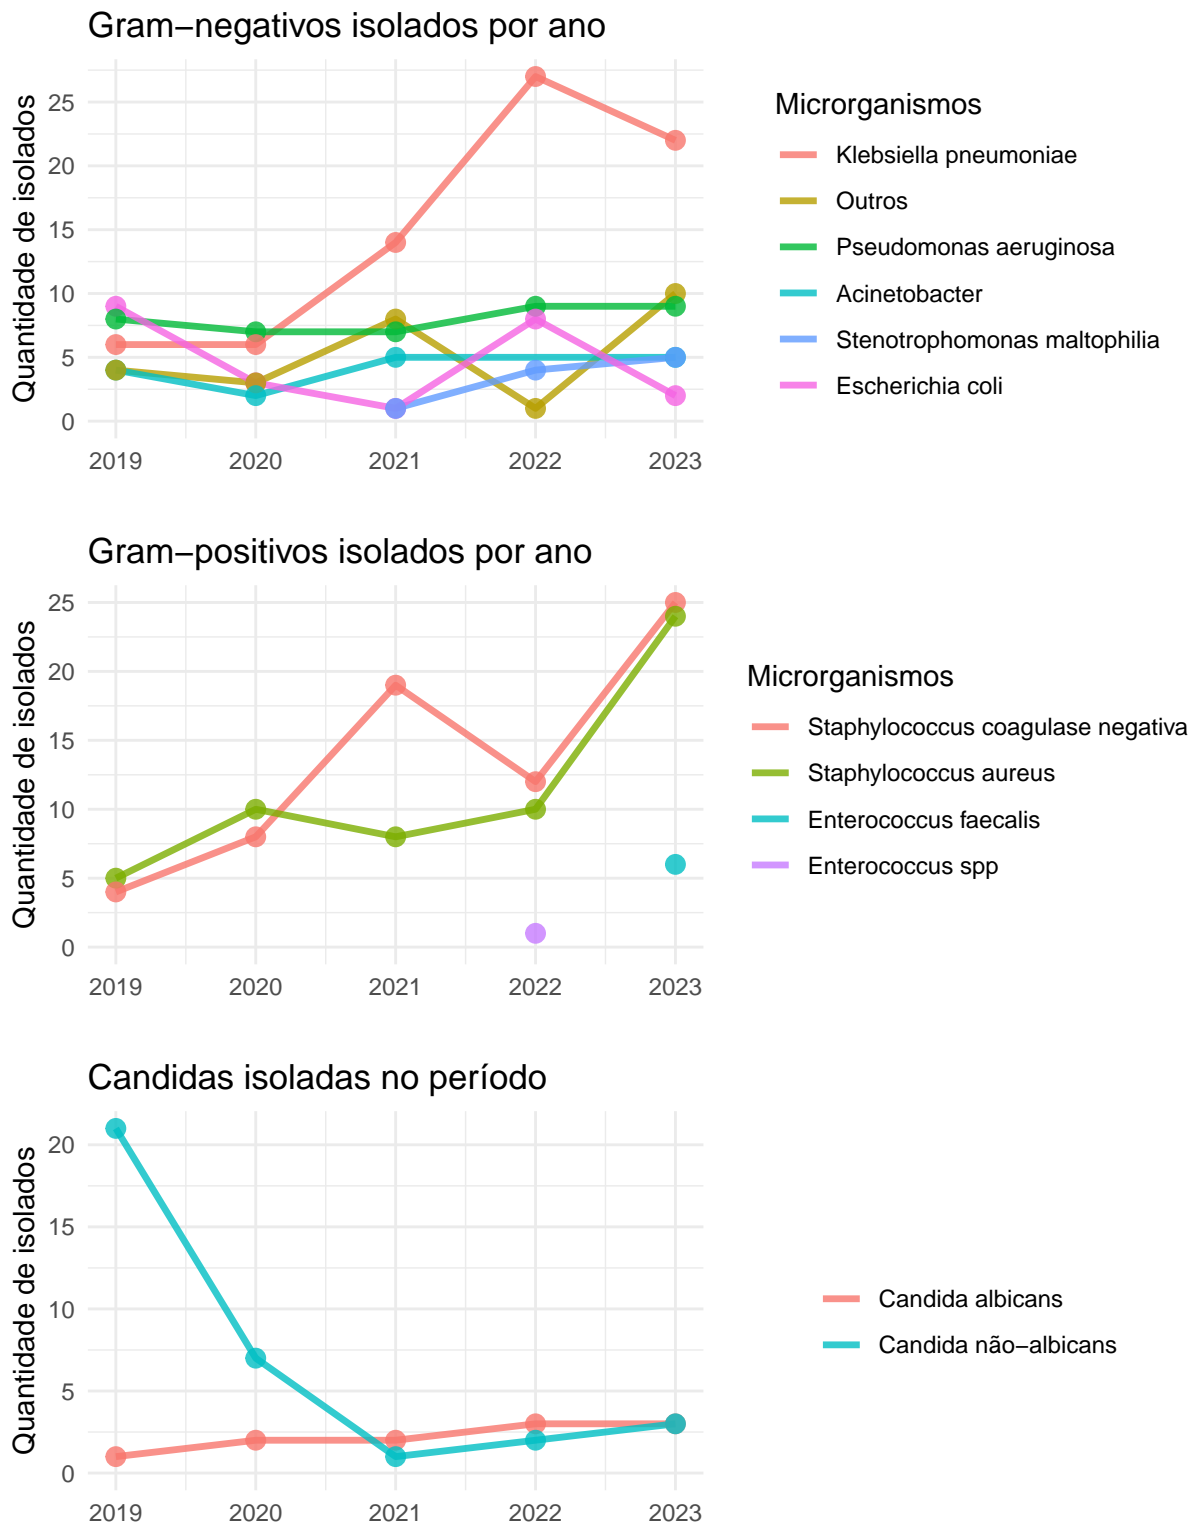 Gram−negativos isolados por ano
Quantidade de isolados
25
20
15
10
5
0
2019 2020 2021 2022 2023
Microrganismos
Klebsiella pneumoniae
Outros
Pseudomonas aeruginosa
Acinetobacter
Stenotrophomonas maltophilia
Escherichia coli
Gram−positivos isolados por ano
Quantidade de isolados
25
20
15
10
5
0
2019 2020 2021 2022 2023
Microrganismos
Staphylococcus coagulase negativa
Staphylococcus aureus
Enterococcus faecalis
Enterococcus spp
Candidas isoladas no período
Quantidade de isolados
20
15
10
5
0
2019 2020 2021 2022 2023
Candida albicans
Candida não−albicans